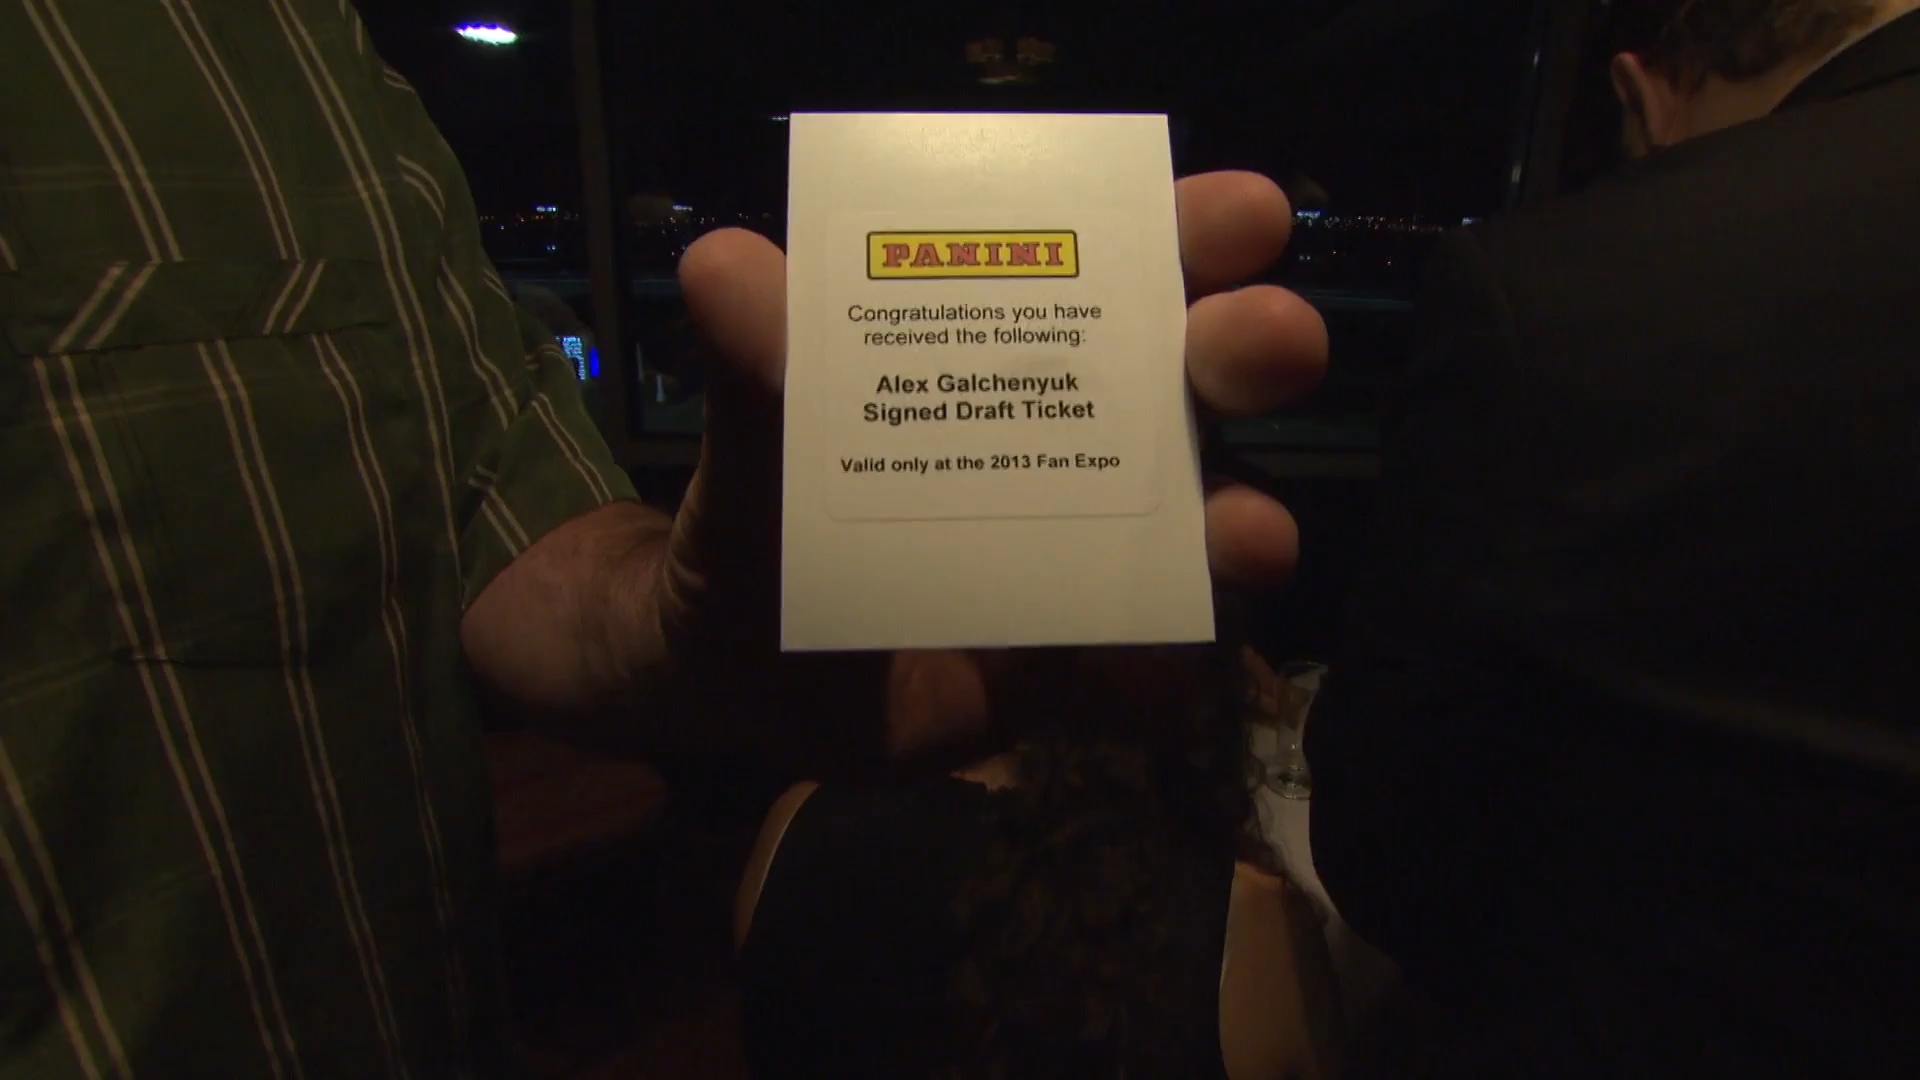 PANINI
Congratulations you have
received the following:
Alex Galchenyuk
Signed Draft Ticket
Valid only at the 2013 Fan Expo